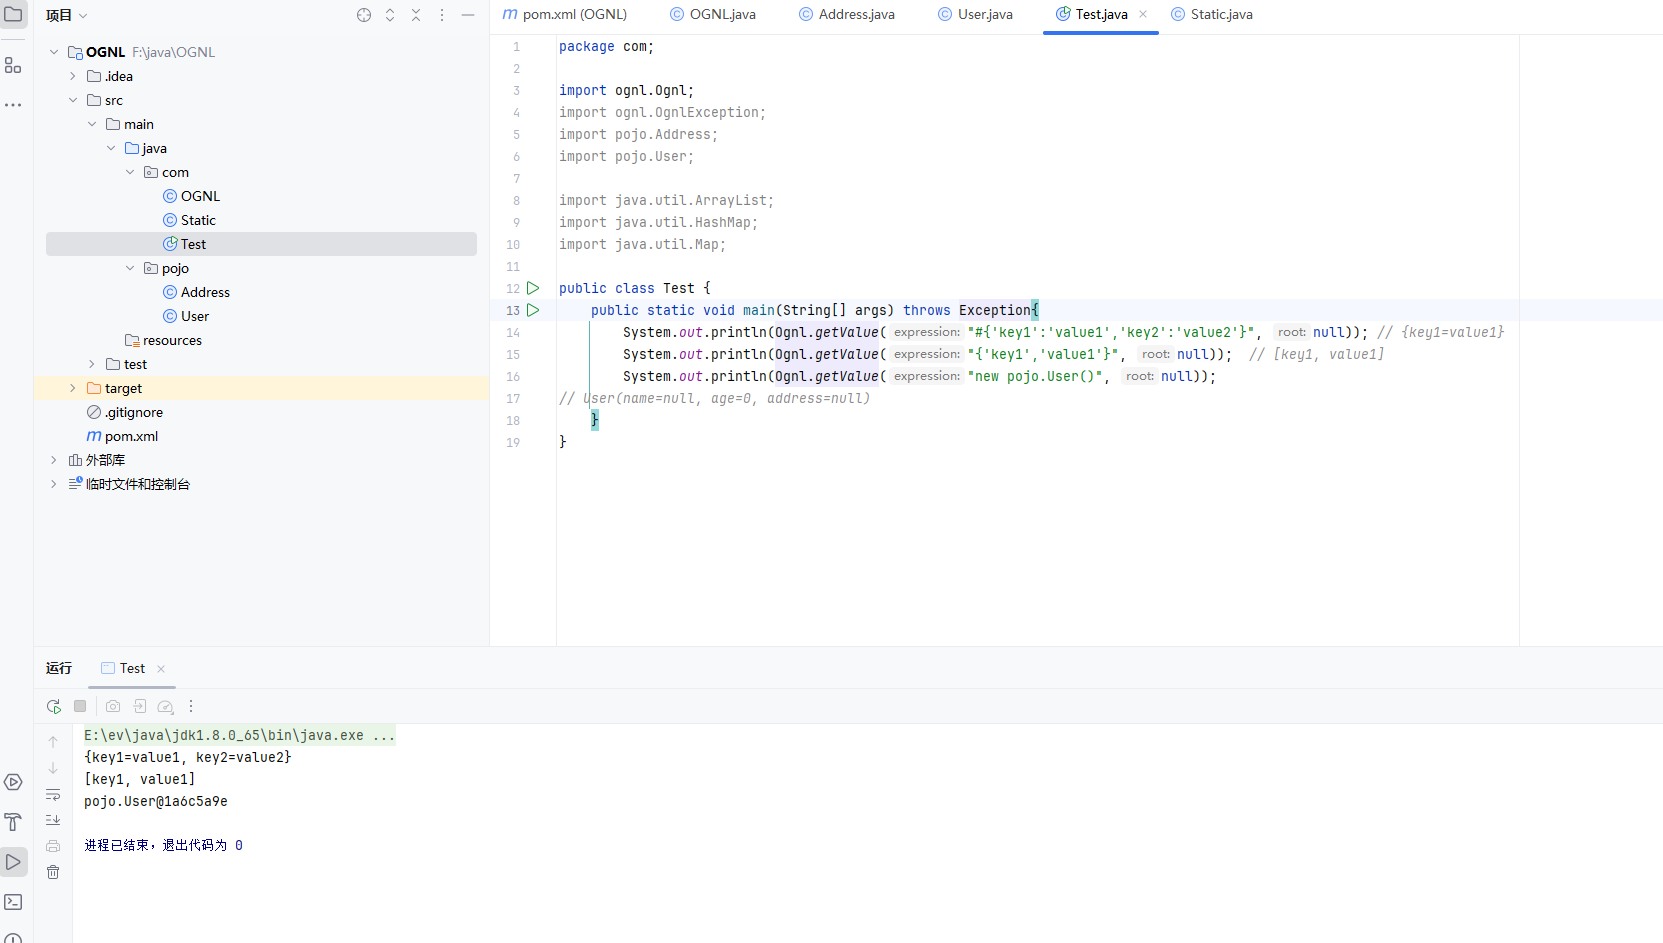 项目
OGNL F:\java\OGNL
.idea
src
main
java
com
OGNL
Static
Test
pojo
Address
User
resources
test
target
.gitignore
pom.xml
外部库
临时文件和控制台
pom.xml (OGNL) OGNL.java Address.java User.java Test.java Static.java
1 package com;
2
3 import ognl.Ognl;
4 import ognl.OgnlException;
5 import pojo.Address;
6 import pojo.User;
7
8 import java.util.ArrayList;
9 import java.util.HashMap;
10 import java.util.Map;
11
12 public class Test {
13 public static void main(String[] args) throws Exception{
14 System.out.println(Ognl.getValue( expression: "#{'key1':'value1','key2':'value2'}", root: null)); // {key1=value1}
15 System.out.println(Ognl.getValue( expression: "{'key1','value1'}", root: null)); // [key1, value1]
16 System.out.println(Ognl.getValue( expression: "new pojo.User()", root: null));
17 // User(name=null, age=0, address=null)
18 }
19 }
运行 Test
E:\ev\java\jdk1.8.0_65\bin\java.exe ...
{key1=value1, key2=value2}
[key1, value1]
pojo.User@1a6c5a9e
进程已结束，退出代码为 0